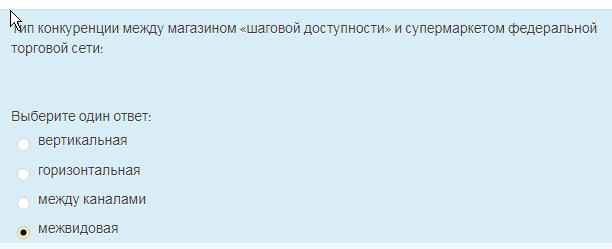 Тип конкуренции между магазином «шаговой доступности» и супермаркетом федеральной
торговой сети:
Выберите один ответ:
вертикальная
горизонтальная
между каналами
межвидовая